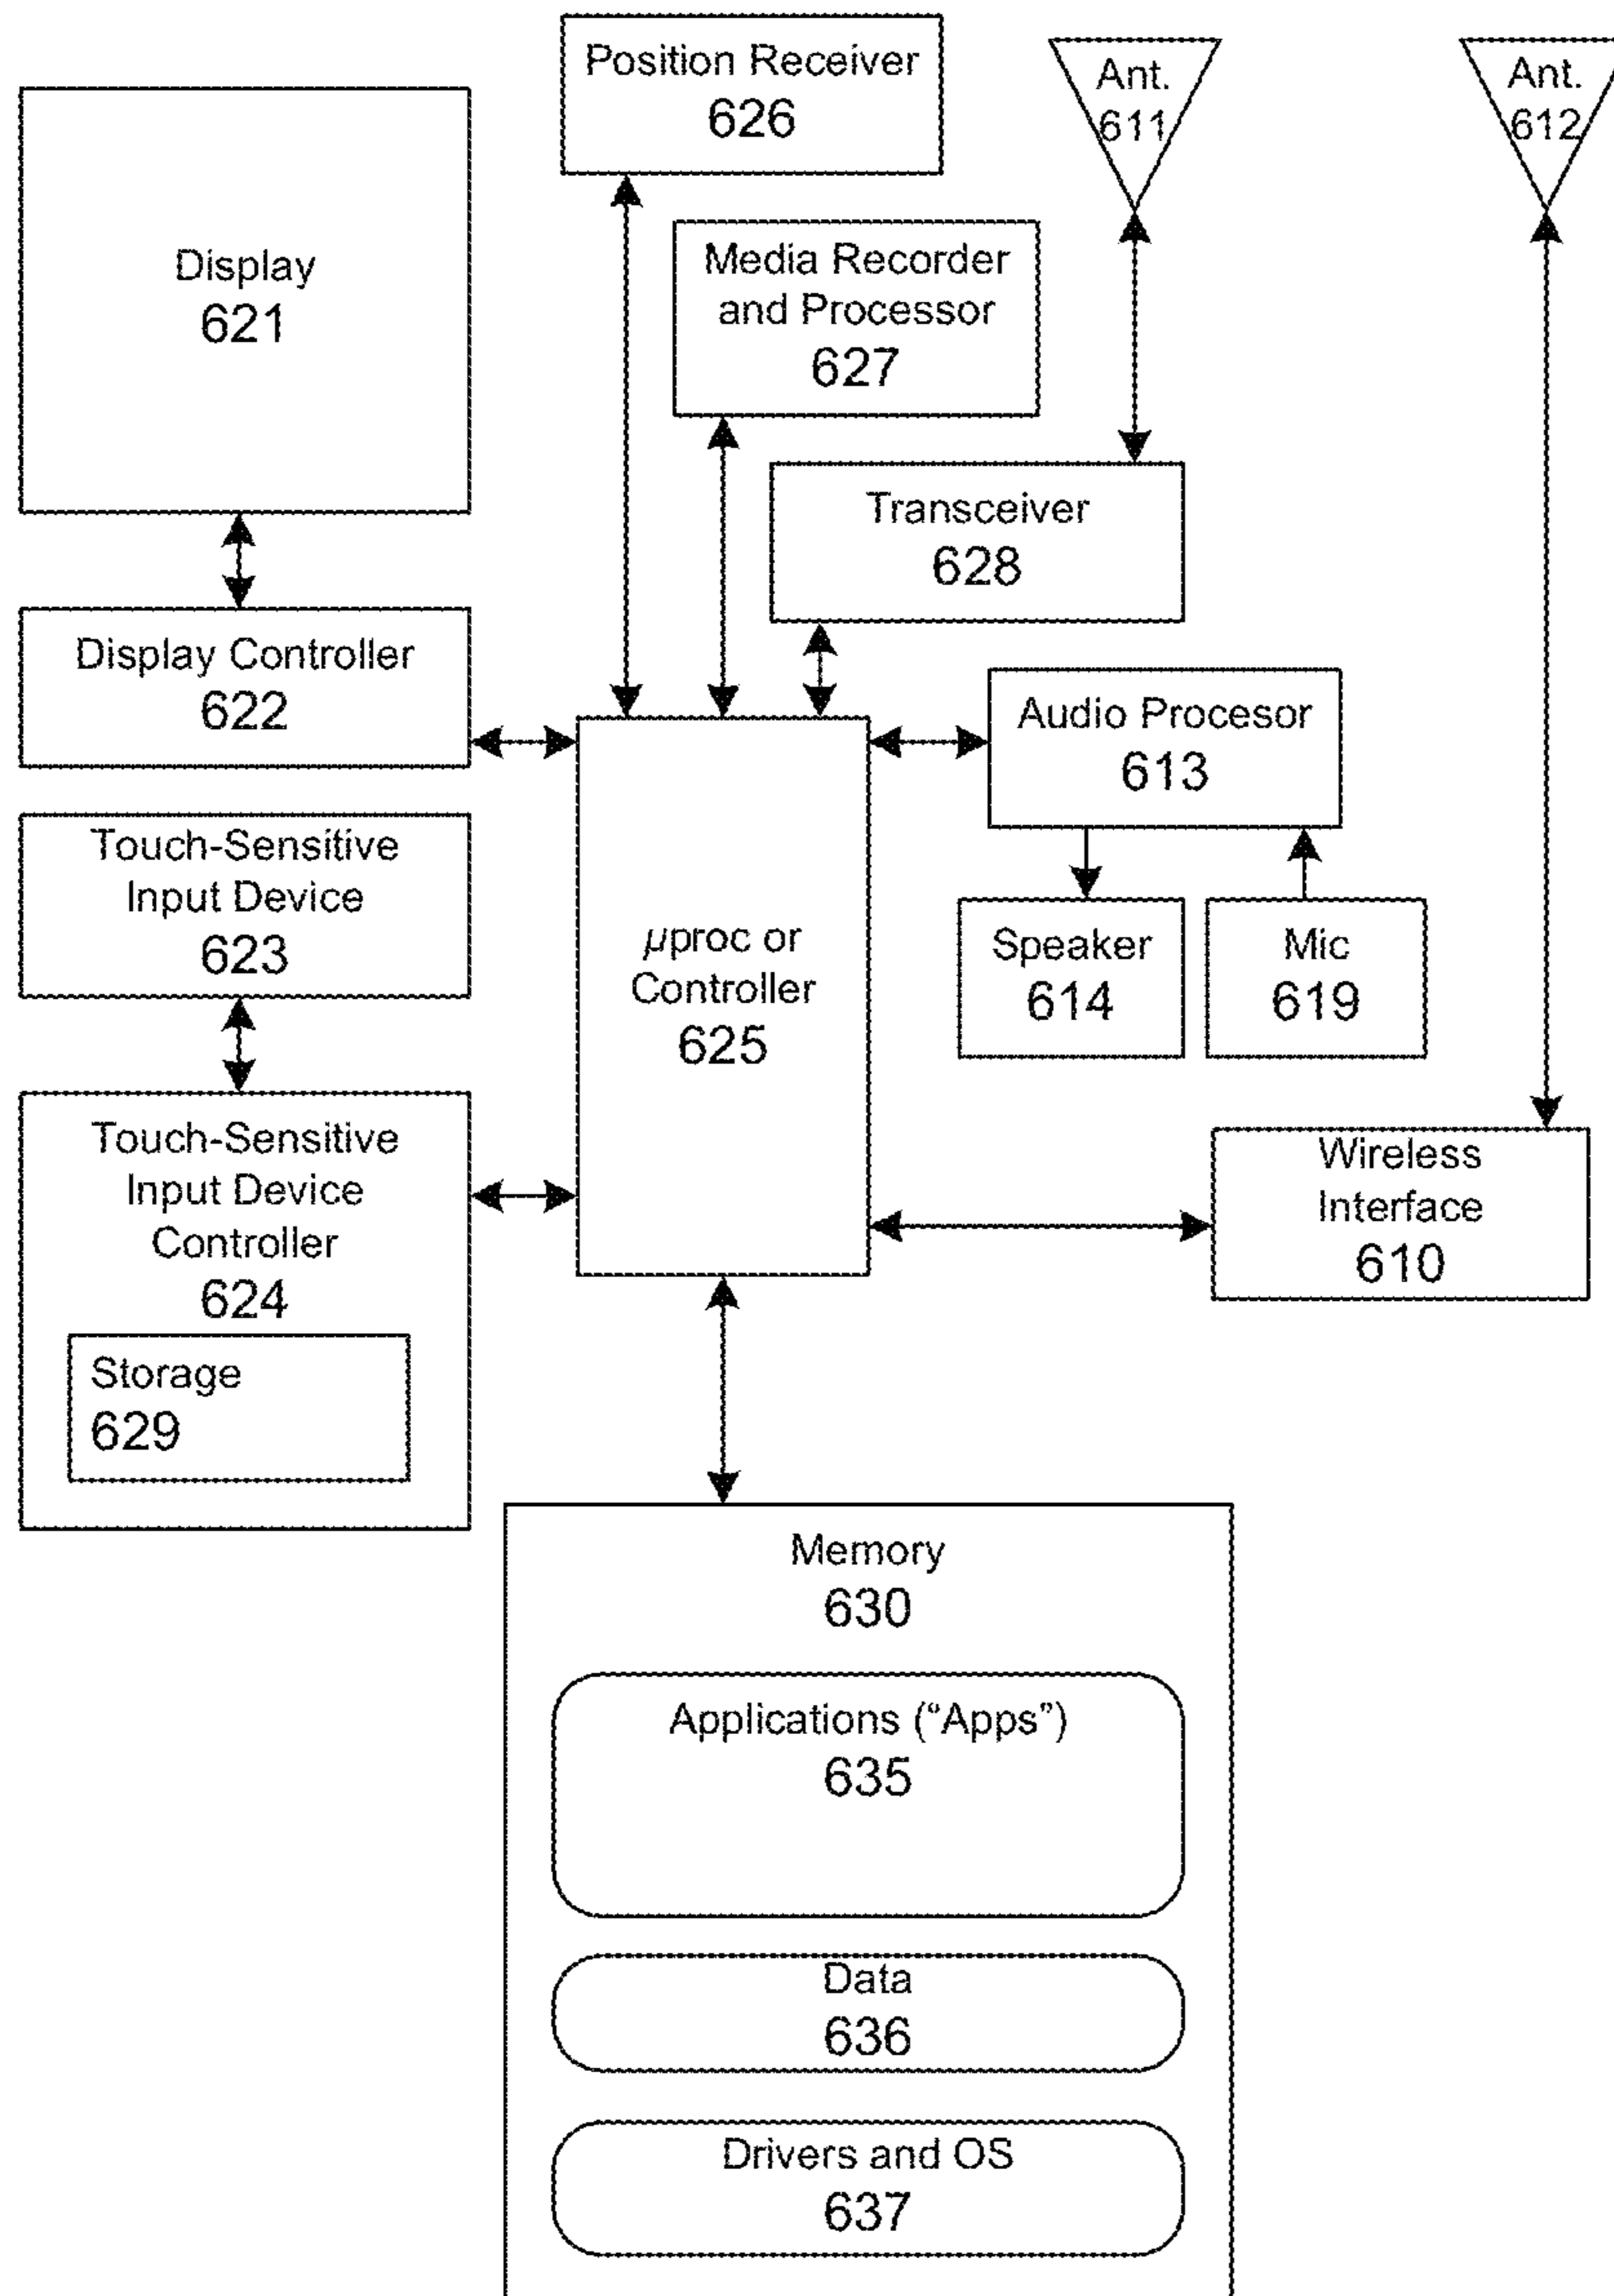 Position Receiver
626
Ant.
611
Ant.
612
Display
621
Media Recorder
and Processor
627
Transceiver
628
Display Controller
622
Audio Procesor
613
Touch-Sensitive
Input Device
623
µproc or
Controller
625
Speaker
614
Mic
619
Touch-Sensitive
Input Device
Controller
624
Storage
629
Wireless
Interface
610
Memory
630
Applications (“Apps”)
635
Data
636
Drivers and OS
637